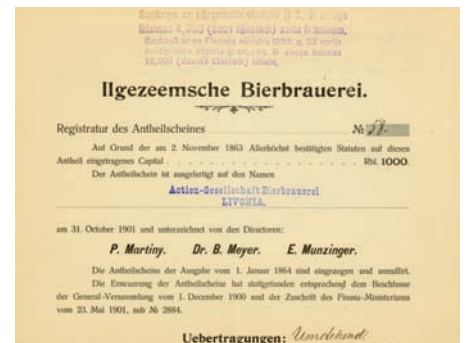 Ilgezeemsche Bierbrauerei.
Registratur des Antheilscheines № 57.
Auf Grund der am 2. November 1863 Allerhöchst bestätigten Statuten auf diesen
Antheil eingetragenes Capital . . . . . . . . . . . . . . . . . . . Rbl. 1000.
Der Antheilschein ist ausgefertigt auf den Namen
Actien-Gesellschaft Bierbrauerei
LIVONIA.
am 31. October 1901 und unterzeichnet von den Directoren:
P. Martiny. Dr. B. Meyer. E. Munzinger.
Die Antheilscheine der Ausgabe vom 1. Januar 1864 sind eingezogen und annullirt.
Die Erneuerung der Antheilscheine hat stattgefunden entsprechend dem Beschlusse
der General-Versammlung vom 1. December 1900 und der Zuschrift des Finanz-Ministeriums
vom 23. Mai 1901, sub № 2884.
Uebertragungen: Umstehend